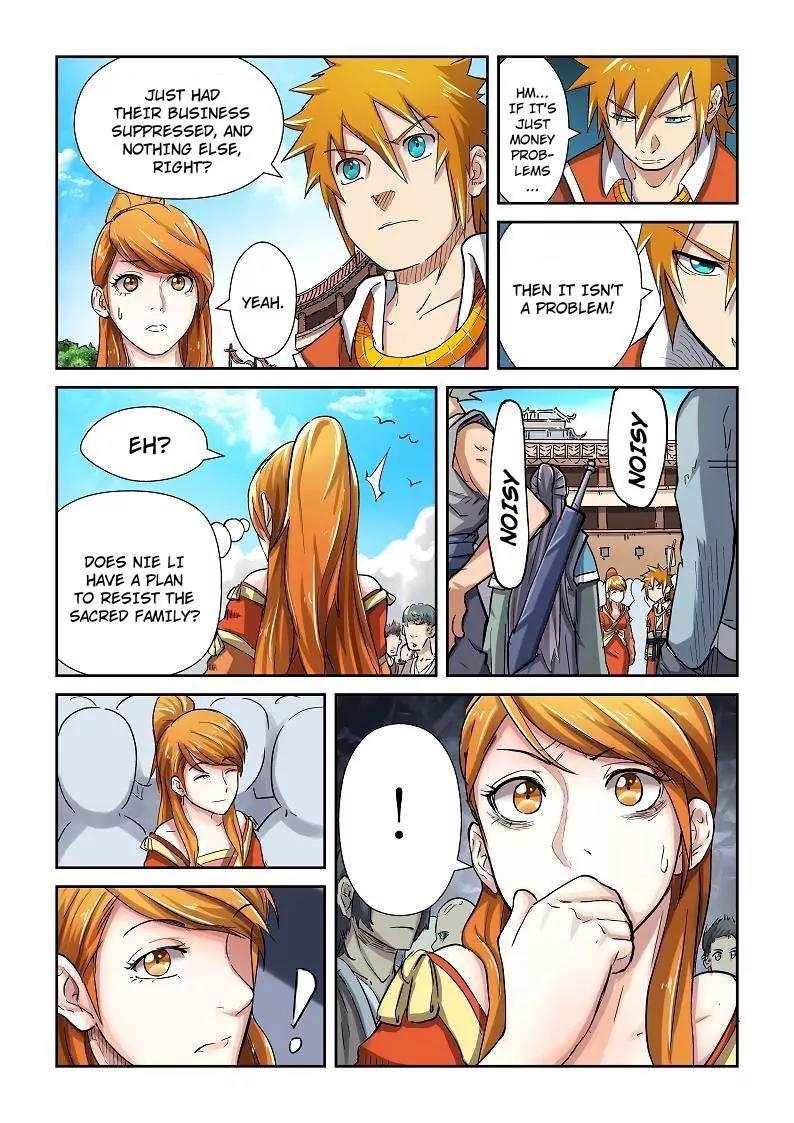 JUST HAD
THEIR BUSINESS
SUPPRESSED, AND
NOTHING ELSE,
RIGHT?
YEAH.
HM...
IF IT'S
JUST
MONEY
PROB-
LEMS
...
THEN IT ISN'T
A PROBLEM!
EH?
DOES NIE LI
HAVE A PLAN
TO RESIST THE
SACRED FAMILY?
NOISY
NOISY
!
!